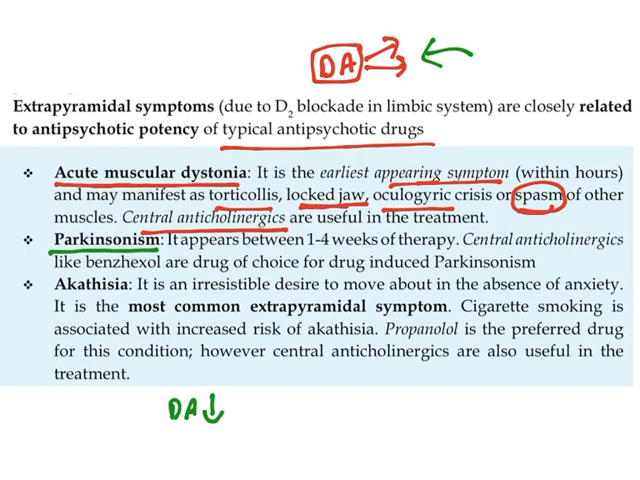 DA
Extrapyramidal symptoms (due to D2 blockade in limbic system) are closely related
to antipsychotic potency of typical antipsychotic drugs
❖ Acute muscular dystonia: It is the earliest appearing symptom (within hours)
and may manifest as torticollis, locked jaw, oculogyric crisis or spasm of other
muscles. Central anticholinergics are useful in the treatment.
❖ Parkinsonism: It appears between 1-4 weeks of therapy. Central anticholinergics
like benzhexol are drug of choice for drug induced Parkinsonism
❖ Akathisia: It is an irresistible desire to move about in the absence of anxiety.
It is the most common extrapyramidal symptom. Cigarette smoking is
associated with increased risk of akathisia. Propanolol is the preferred drug
for this condition; however central anticholinergics are also useful in the
treatment.
DA↓